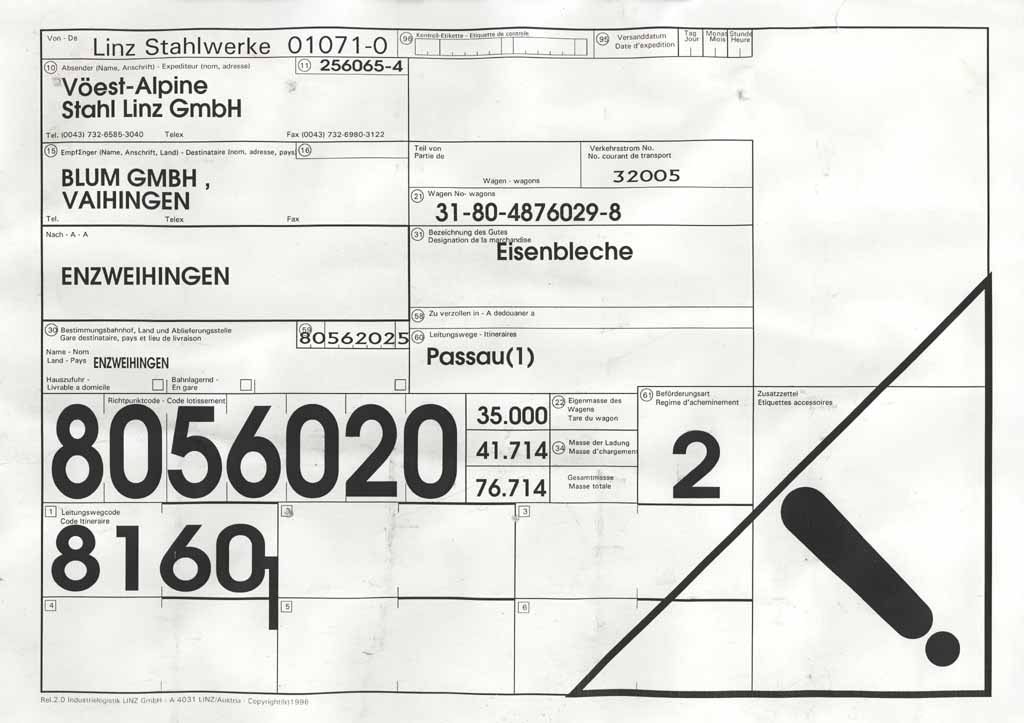 Von - De Linz Stahlwerke 01071-0
98 Kontroll-Etikette - Etiquette de controle
95 Versanddatum Tag Monat Stunde
Date d'expedition Jour Mois Heure
10 Absender (Name, Anschrift) - Expediteur (nom, adresse) 11 256065-4
Vöest-Alpine
Stahl Linz GmbH
Tel. (0043) 732-6585-3040 Telex Fax (0043) 732-6980-3122
15 EmpfΣnger (Name, Anschrift, Land) - Destinataire (nom, adresse, pays 16
BLUM GMBH ,
VAIHINGEN
Tel. Telex Fax
Teil von
Partie de
Wagen - wagons
Verkehrsstrom No.
No. courant de transport
32005
21 Wagen No- wagons
31-80-4876029-8
Nach - A - A
ENZWEIHINGEN
31 Bezeichnung des Gutes
Designation de la marchandise
Eisenbleche
58 Zu verzollen in - A dedouaner a
30 Bestimmungsbahnhof, Land und Ablieferungsstelle
Gare destinataire, pays et lieu de livraison
59 80562025
Name - Nom
Land - Pays ENZWEIHINGEN
Hauszufuhr - Bahnlagernd -
Livrable a domicile En gare
60 Leitungswege - Itineraires
Passau(1)
Richtpunktcode - Code lotissement
8056020
35.000 22 Eigenmasse des
Wagens
Tare du wagon
41.714 34 Masse der Ladung
Masse d'chargement
76.714 Gesamtmasse
Masse totale
61 Beförderungsart
Regime d'acheminement
2
Zusatzzettel
Etiquettes accessoires
!
1 Leitungswegcode
Code Itineraire
8160,
2
3
4
5
6
Rel.2.0 Industrielogistik LINZ GmbH - A 4031 LINZ/Austria - Copyright(k)1996